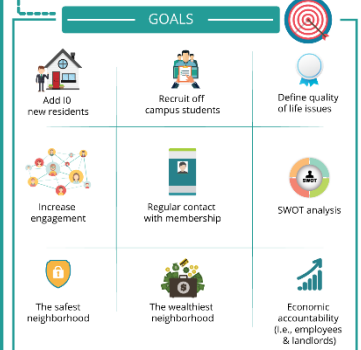 GOALS
Add 10
new residents
Recruit off
campus students
Define quality
of life issues
Increase
engagement
Regular contact
with membership
SWOT
SWOT analysis
The safest
neighborhood
The wealthiest
neighborhood
Economic
accountability
(I.e., employees
& landlords)